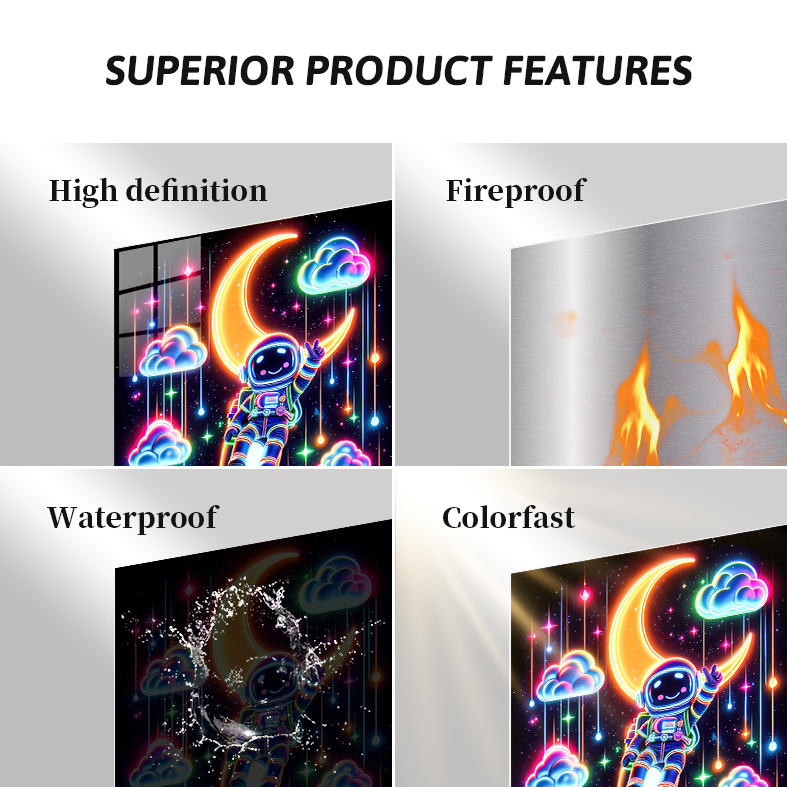 SUPERIOR PRODUCT FEATURES
High definition
Fireproof
Waterproof
Colorfast